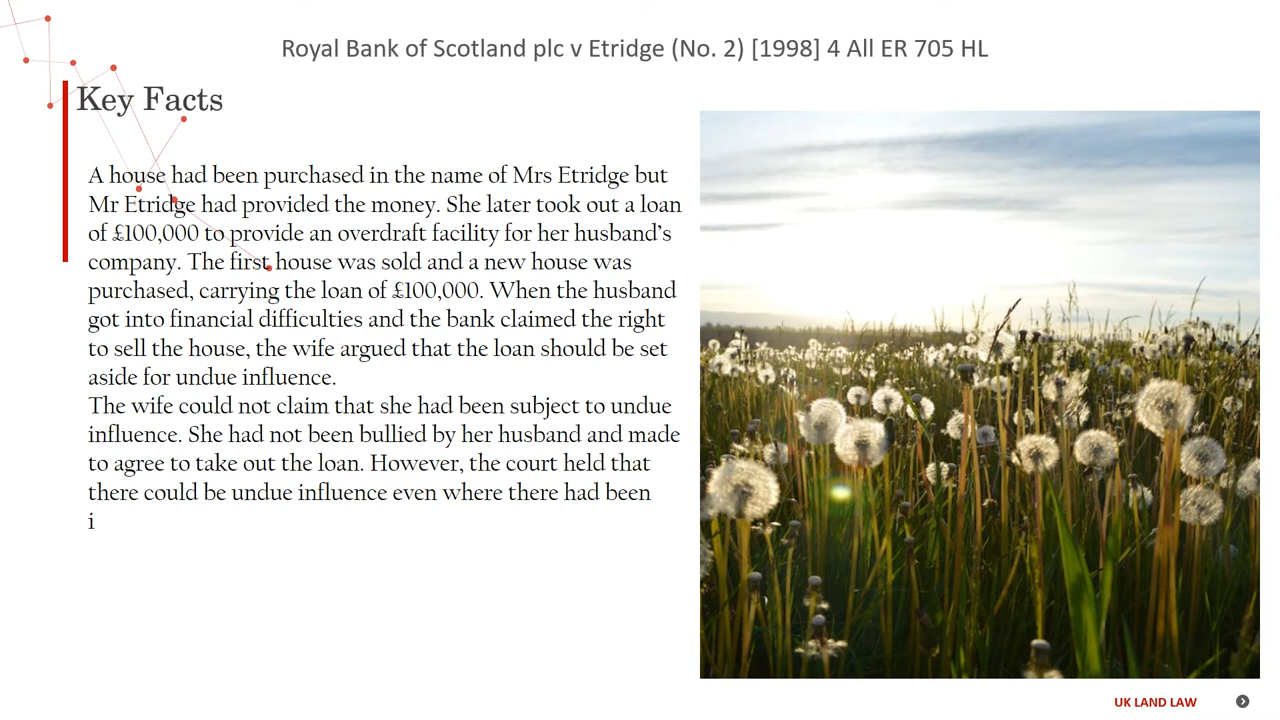 Royal Bank of Scotland plc v Etridge (No. 2) [1998] 4 All ER 705 HL
Key Facts
A house had been purchased in the name of Mrs Etridge but
Mr Etridge had provided the money. She later took out a loan
of £100,000 to provide an overdraft facility for her husband’s
company. The first house was sold and a new house was
purchased, carrying the loan of £100,000. When the husband
got into financial difficulties and the bank claimed the right
to sell the house, the wife argued that the loan should be set
aside for undue influence.
The wife could not claim that she had been subject to undue
influence. She had not been bullied by her husband and made
to agree to take out the loan. However, the court held that
there could be undue influence even where there had been
i
UK LAND LAW